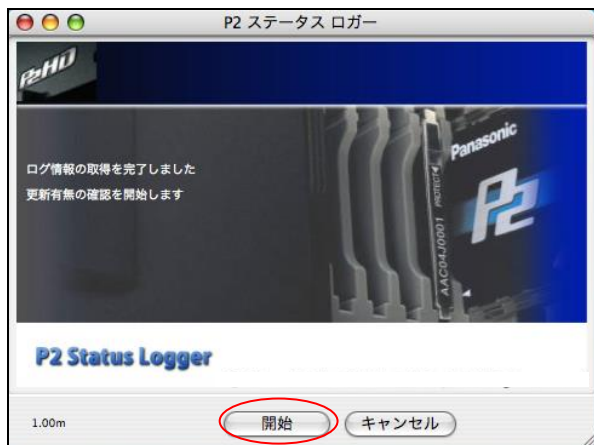 P2 ステータス ロガー
P2HD
ログ情報の取得を完了しました
更新有無の確認を開始します
Panasonic
P2
PROTECT
AAC04J0001
P2 Status Logger
1.00m
開始
キャンセル